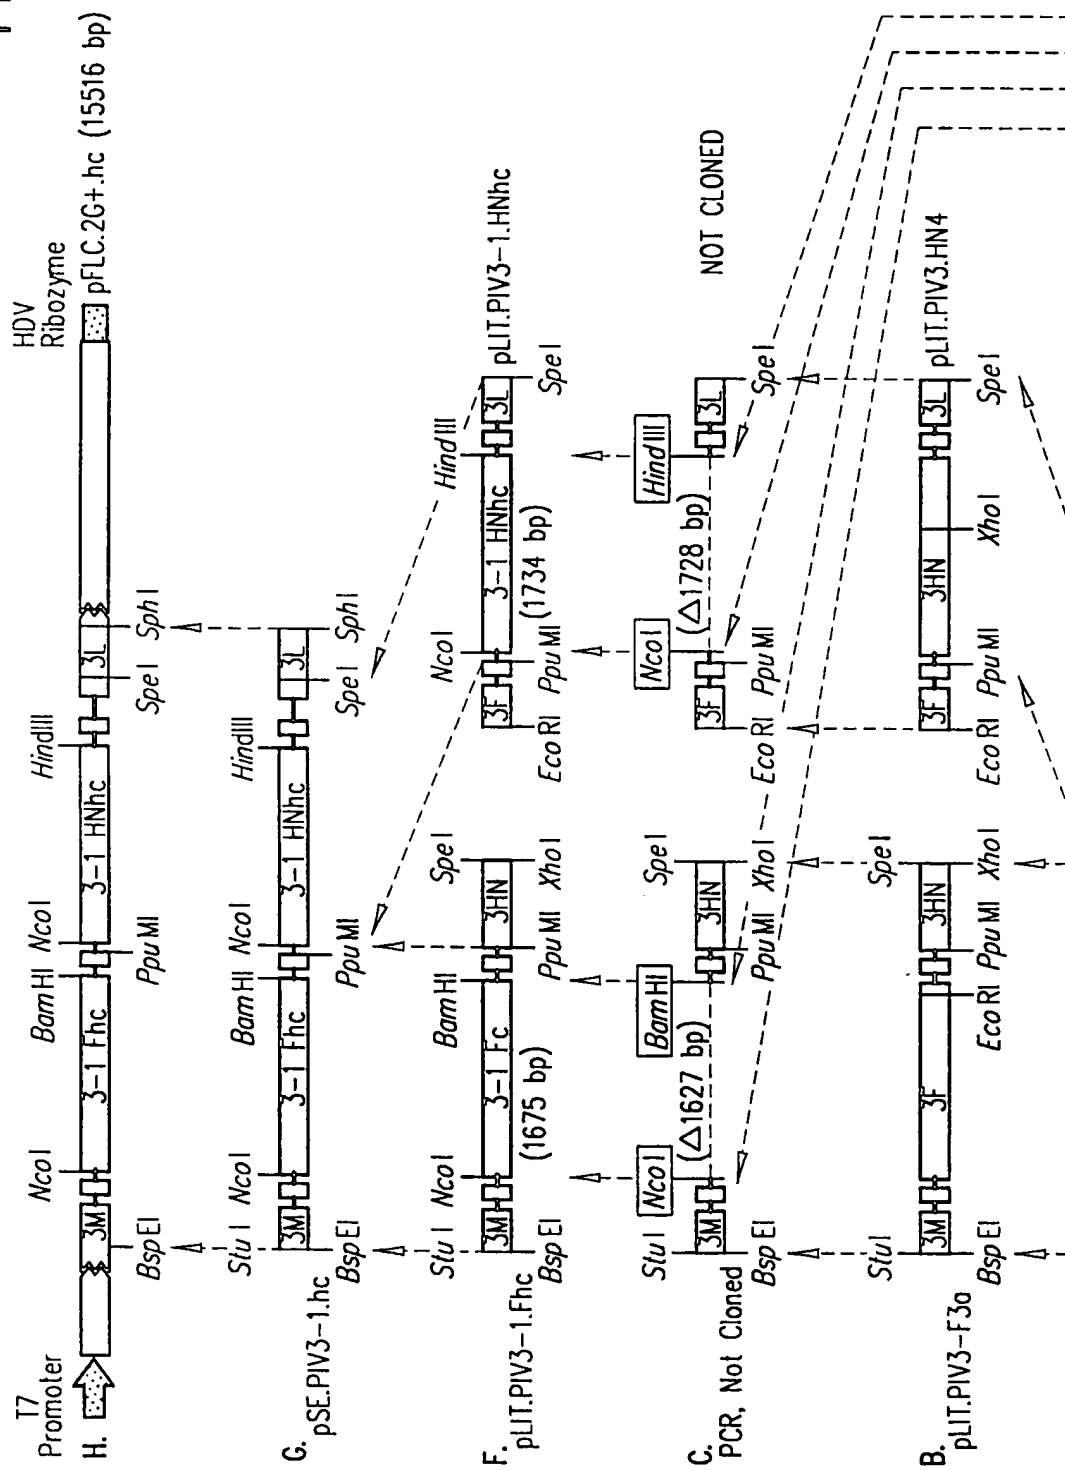 T7
Promoter
HDV
Ribozyme
H.
3M
3-1 Fhc
3-1 HNhc
3L
pFLC.2G+.hc (15516 bp)
BspEI
NcoI
BamHI
PpuMI
NcoI
HindIII
SpeI
SphI
G.
pSE.PIV3-1.hc
StuI
BspEI
3M
NcoI
3-1 Fhc
BamHI
PpuMI
NcoI
3-1 HNhc
HindIII
3L
SpeI
SphI
F.
pLIT.PIV3-1.Fhc
StuI
BspEI
3M
NcoI
3-1 Fc
(1675 bp)
BamHI
PpuMI
3HN
SpeI
XhoI
EcoRI
3F
PpuMI
NcoI
3-1 HNhc
(1734 bp)
HindIII
3L
SpeI
pLIT.PIV3-1.HNhc
C.
PCR, Not Cloned
StuI
BspEI
3M
NcoI
(△1627 bp)
BamHI
PpuMI
3HN
SpeI
XhoI
EcoRI
3F
PpuMI
NcoI
(△1728 bp)
HindIII
3L
SpeI
NOT CLONED
B.
pLIT.PIV3-F3a
StuI
BspEI
3M
3F
EcoRI
PpuMI
3HN
SpeI
XhoI
EcoRI
3F
PpuMI
3HN
XhoI
3L
SpeI
pLIT.PIV3.HN4